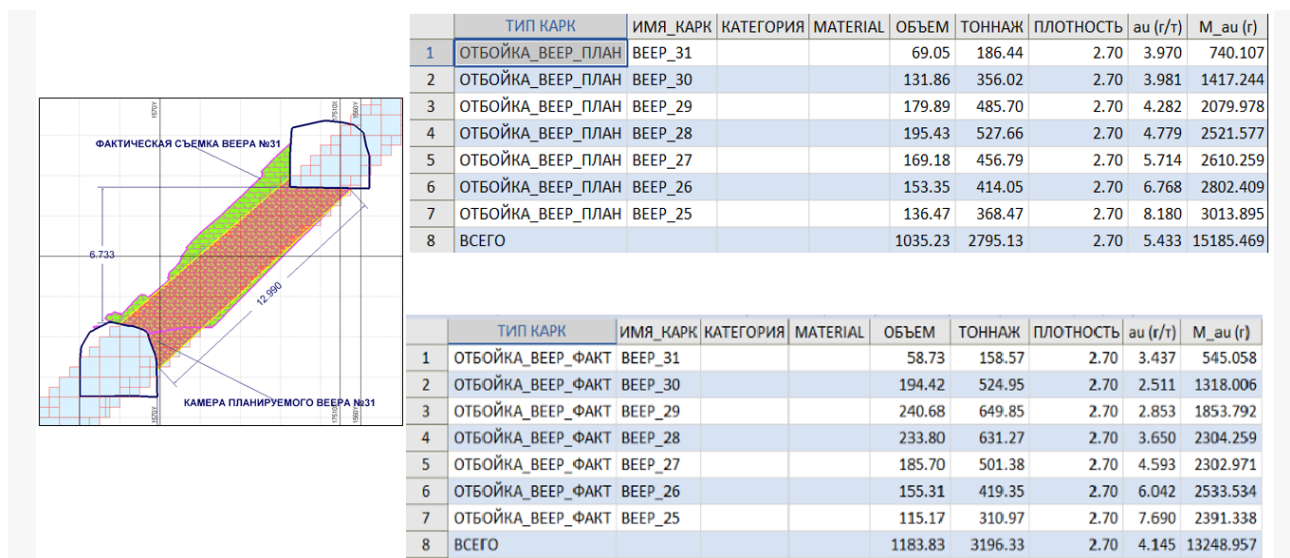 ФАКТИЧЕСКАЯ СЪЕМКА ВЕЕРА №31
6.733
12.990
КАМЕРА ПЛАНИРУЕМОГО ВЕЕРА №31
1570Y
17510X
1560Y
1570Y
17510X
1560Y
ТИП КАРК ИМЯ_КАРК КАТЕГОРИЯ MATERIAL ОБЪЕМ ТОННАЖ ПЛОТНОСТЬ au (г/т) M_au (г)
1 ОТБОЙКА_ВЕЕР_ПЛАН ВЕЕР_31 69.05 186.44 2.70 3.970 740.107
2 ОТБОЙКА_ВЕЕР_ПЛАН ВЕЕР_30 131.86 356.02 2.70 3.981 1417.244
3 ОТБОЙКА_ВЕЕР_ПЛАН ВЕЕР_29 179.89 485.70 2.70 4.282 2079.978
4 ОТБОЙКА_ВЕЕР_ПЛАН ВЕЕР_28 195.43 527.66 2.70 4.779 2521.577
5 ОТБОЙКА_ВЕЕР_ПЛАН ВЕЕР_27 169.18 456.79 2.70 5.714 2610.259
6 ОТБОЙКА_ВЕЕР_ПЛАН ВЕЕР_26 153.35 414.05 2.70 6.768 2802.409
7 ОТБОЙКА_ВЕЕР_ПЛАН ВЕЕР_25 136.47 368.47 2.70 8.180 3013.895
8 ВСЕГО 1035.23 2795.13 2.70 5.433 15185.469
ТИП КАРК ИМЯ_КАРК КАТЕГОРИЯ MATERIAL ОБЪЕМ ТОННАЖ ПЛОТНОСТЬ au (г/т) M_au (г)
1 ОТБОЙКА_ВЕЕР_ФАКТ ВЕЕР_31 58.73 158.57 2.70 3.437 545.058
2 ОТБОЙКА_ВЕЕР_ФАКТ ВЕЕР_30 194.42 524.95 2.70 2.511 1318.006
3 ОТБОЙКА_ВЕЕР_ФАКТ ВЕЕР_29 240.68 649.85 2.70 2.853 1853.792
4 ОТБОЙКА_ВЕЕР_ФАКТ ВЕЕР_28 233.80 631.27 2.70 3.650 2304.259
5 ОТБОЙКА_ВЕЕР_ФАКТ ВЕЕР_27 185.70 501.38 2.70 4.593 2302.971
6 ОТБОЙКА_ВЕЕР_ФАКТ ВЕЕР_26 155.31 419.35 2.70 6.042 2533.534
7 ОТБОЙКА_ВЕЕР_ФАКТ ВЕЕР_25 115.17 310.97 2.70 7.690 2391.338
8 ВСЕГО 1183.83 3196.33 2.70 4.145 13248.957